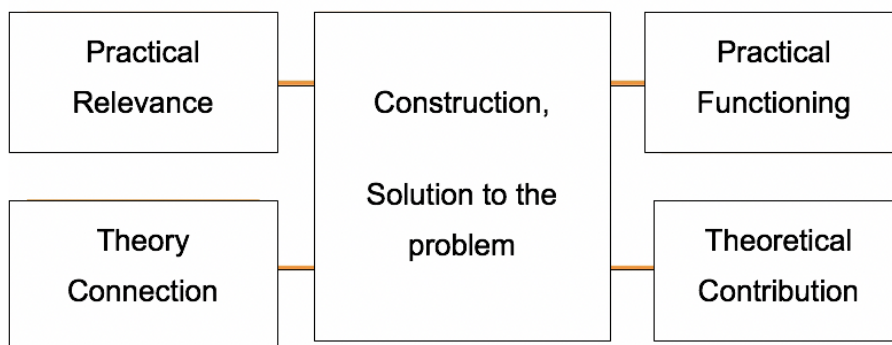 Practical
Relevance
Theory
Connection
Construction,
Solution to the
problem
Practical
Functioning
Theoretical
Contribution